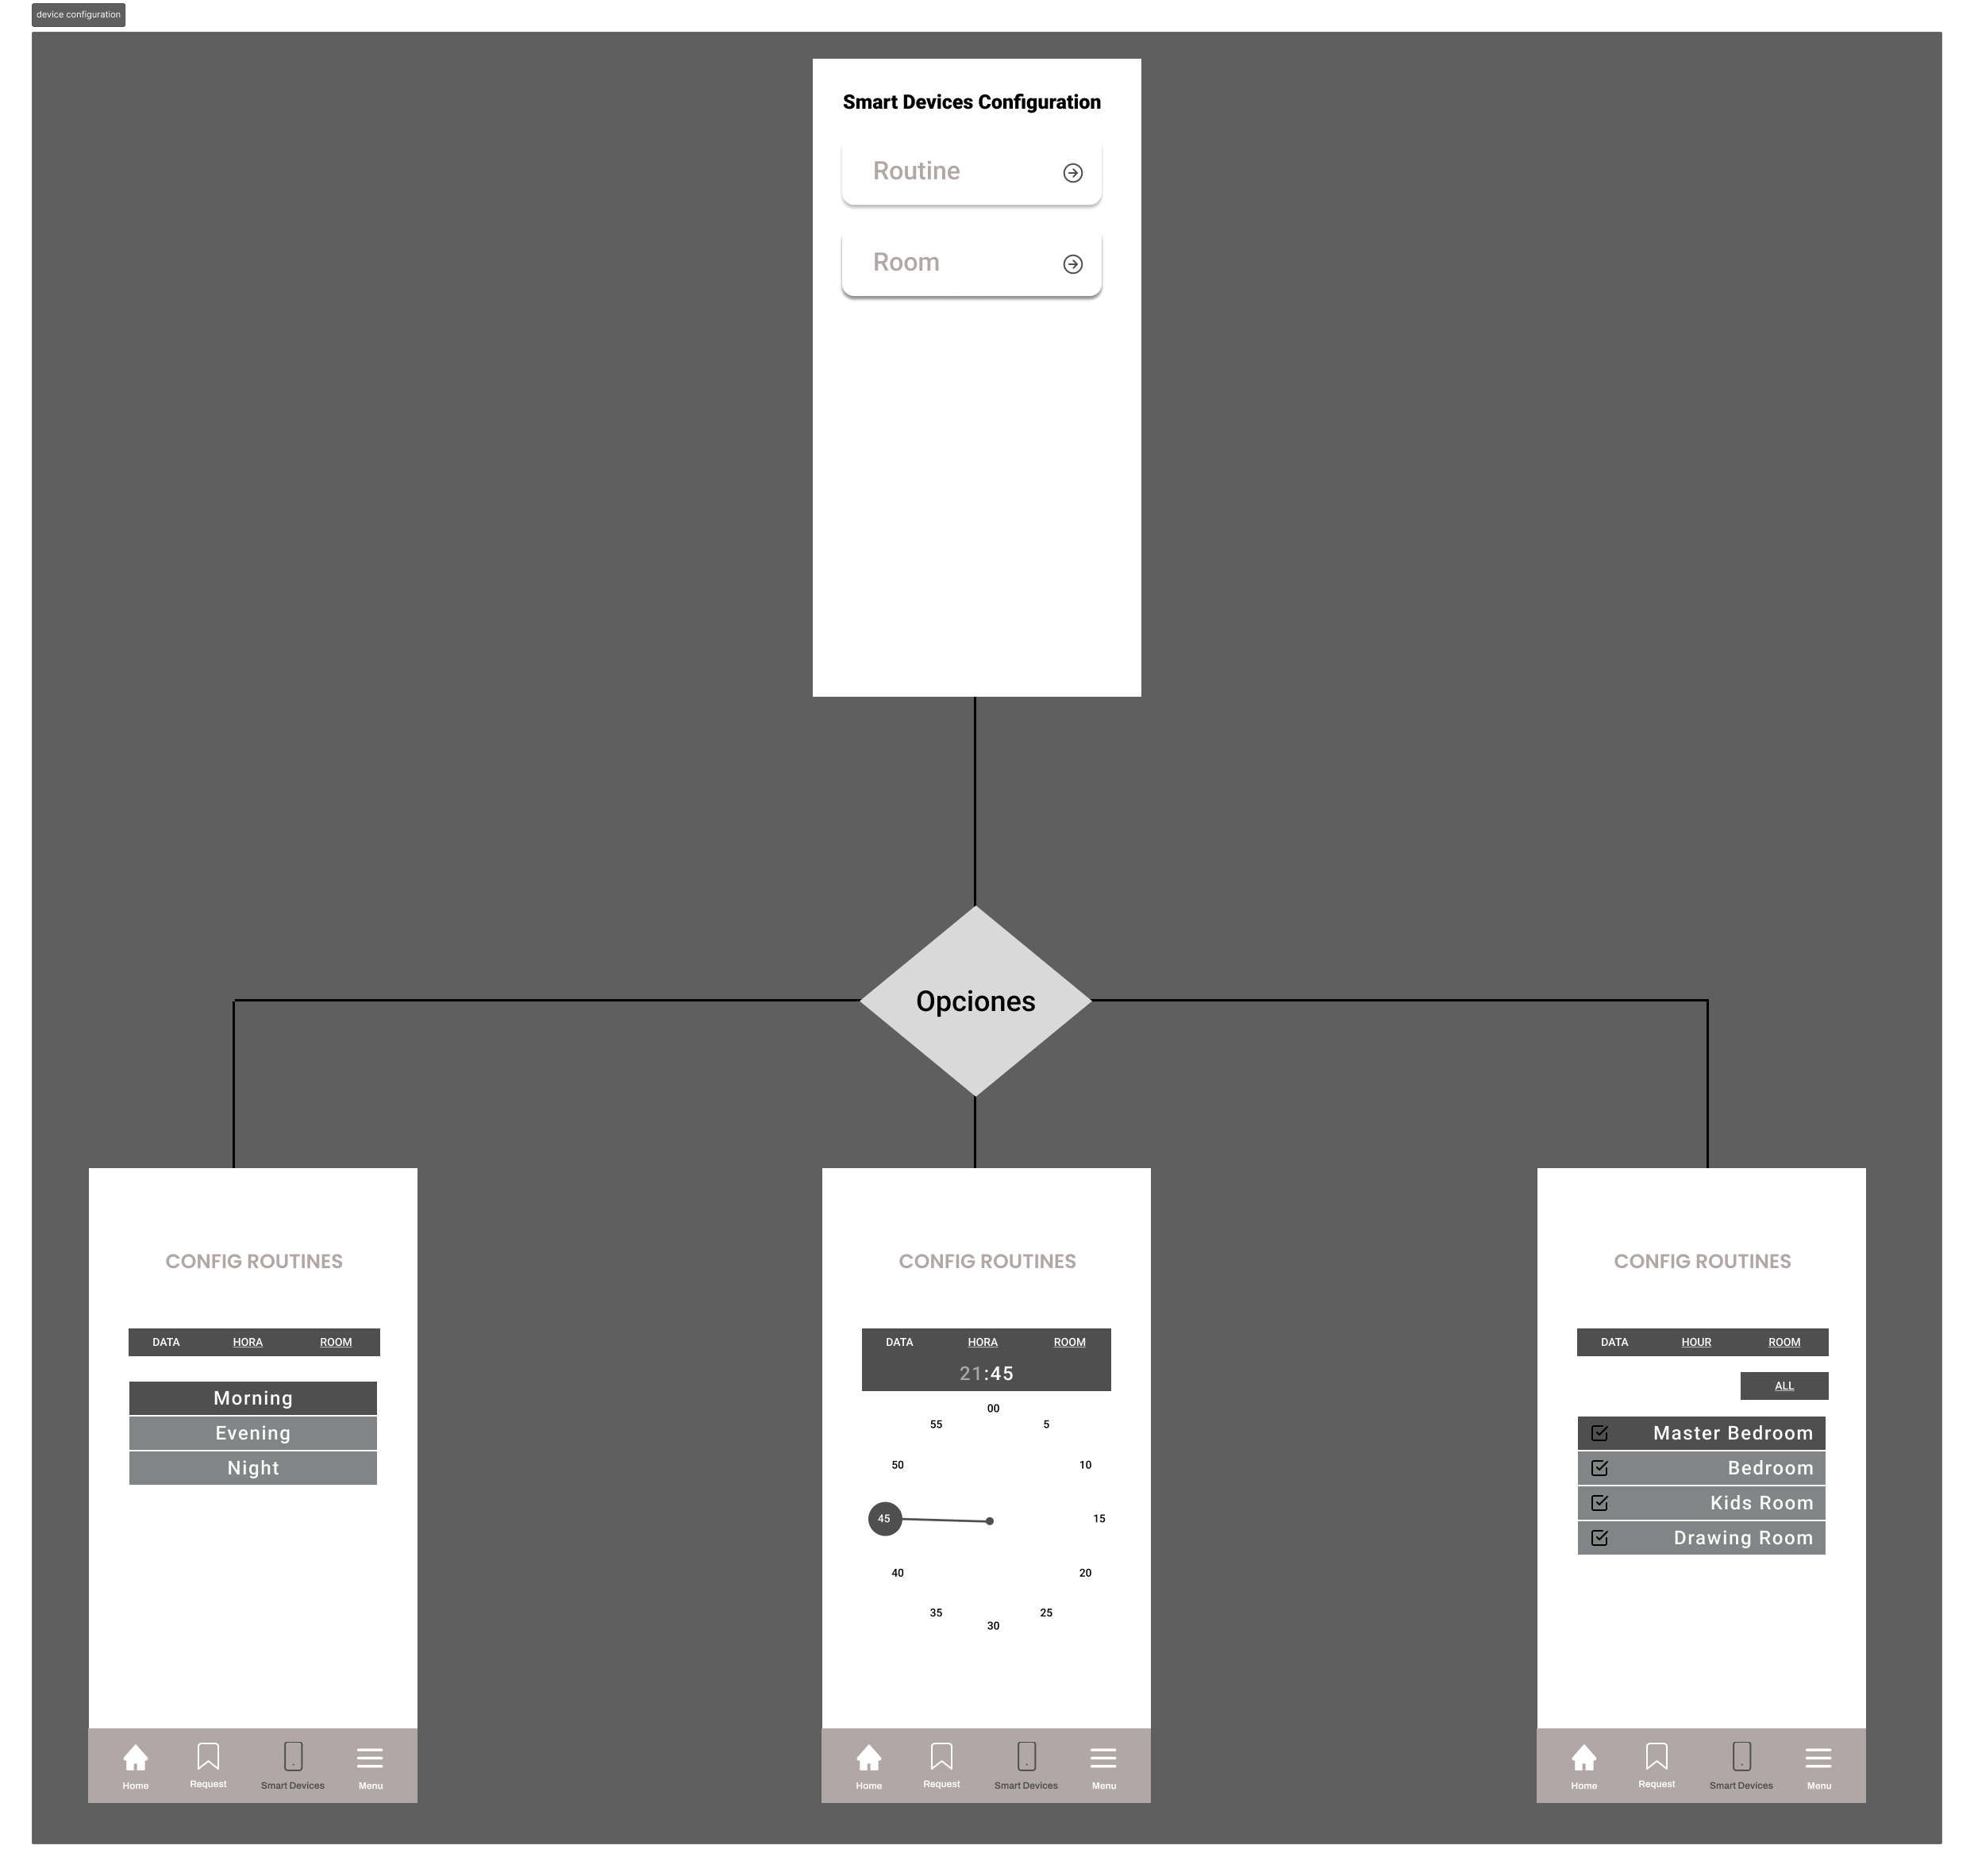 device configuration
Smart Devices Configuration
Routine
Room
Opciones
CONFIG ROUTINES
DATA HORA ROOM
Morning
Evening
Night
Home Request Smart Devices Menu
CONFIG ROUTINES
DATA HORA ROOM
21:45
00
55 5
50 10
45 15
40 20
35 25
30
Home Request Smart Devices Menu
CONFIG ROUTINES
DATA HOUR ROOM
ALL
Master Bedroom
Bedroom
Kids Room
Drawing Room
Home Request Smart Devices Menu